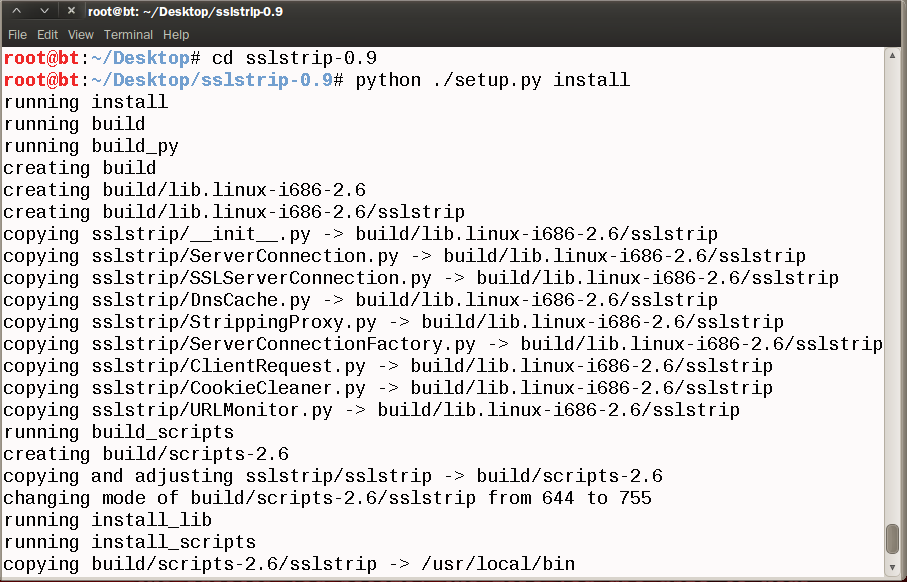 root@bt: ~/Desktop/sslstrip-0.9
File Edit View Terminal Help
root@bt:~/Desktop# cd sslstrip-0.9
root@bt:~/Desktop/sslstrip-0.9# python ./setup.py install
running install
running build
running build_py
creating build
creating build/lib.linux-i686-2.6
creating build/lib.linux-i686-2.6/sslstrip
copying sslstrip/__init__.py -> build/lib.linux-i686-2.6/sslstrip
copying sslstrip/ServerConnection.py -> build/lib.linux-i686-2.6/sslstrip
copying sslstrip/SSLServerConnection.py -> build/lib.linux-i686-2.6/sslstrip
copying sslstrip/DnsCache.py -> build/lib.linux-i686-2.6/sslstrip
copying sslstrip/StrippingProxy.py -> build/lib.linux-i686-2.6/sslstrip
copying sslstrip/ServerConnectionFactory.py -> build/lib.linux-i686-2.6/sslstrip
copying sslstrip/ClientRequest.py -> build/lib.linux-i686-2.6/sslstrip
copying sslstrip/CookieCleaner.py -> build/lib.linux-i686-2.6/sslstrip
copying sslstrip/URLMonitor.py -> build/lib.linux-i686-2.6/sslstrip
running build_scripts
creating build/scripts-2.6
copying and adjusting sslstrip/sslstrip -> build/scripts-2.6
changing mode of build/scripts-2.6/sslstrip from 644 to 755
running install_lib
running install_scripts
copying build/scripts-2.6/sslstrip -> /usr/local/bin